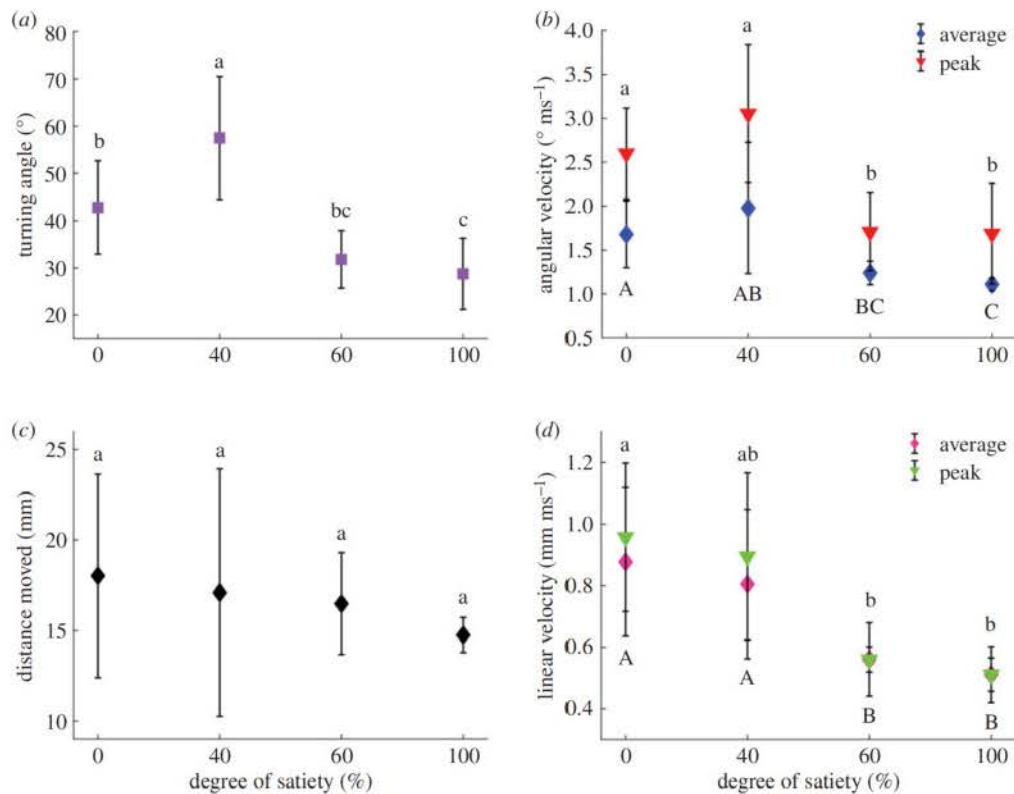 (a)
80
70
60
50
40
30
20
turning angle (°)
b
a
bc
c
0 40 60 100
(b)
4.0
3.5
3.0
2.5
2.0
1.5
1.0
0.5
angular velocity (° ms⁻¹)
average
peak
a
a
b
b
A
AB
BC
C
0 40 60 100
(c)
25
20
15
10
distance moved (mm)
a
a
a
a
0 40 60 100
degree of satiety (%)
(d)
1.2
1.0
0.8
0.6
0.4
linear velocity (mm ms⁻¹)
average
peak
a
ab
b
b
A
A
B
B
0 40 60 100
degree of satiety (%)